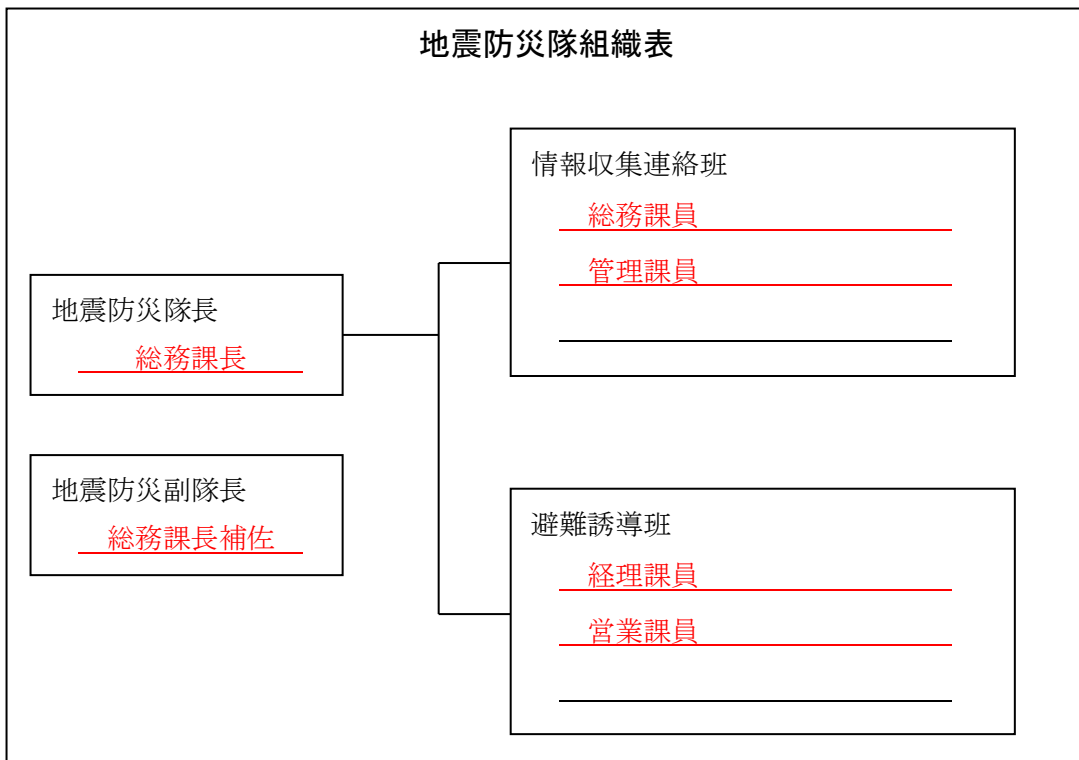 地震防災隊組織表
地震防災隊長
総務課長
地震防災副隊長
総務課長補佐
情報収集連絡班
総務課員
管理課員
避難誘導班
経理課員
営業課員